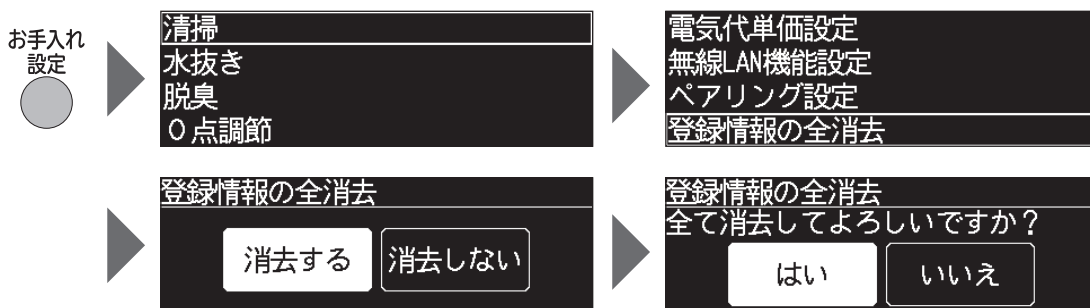 お手入れ
設定
清掃
水抜き
脱臭
０点調節
電気代単価設定
無線LAN機能設定
ペアリング設定
登録情報の全消去
登録情報の全消去
消去する
消去しない
登録情報の全消去
全て消去してよろしいですか？
はい
いいえ